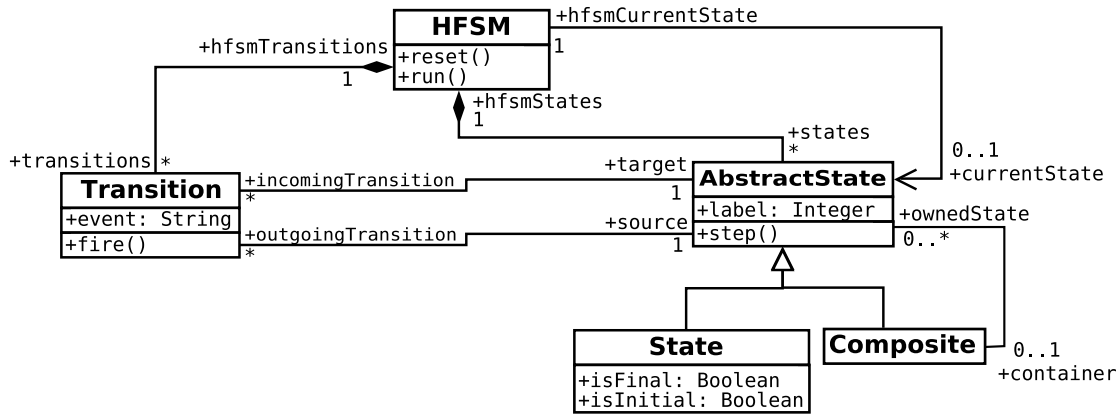 HFSM
+reset()
+run()
+hfsmCurrentState
1
+hfsmTransitions
1
+hfsmStates
1
+states
*
0..1
+currentState
+transitions *
Transition
+event: String
+fire()
+incomingTransition
*
+target
1
+outgoingTransition
*
+source
1
AbstractState
+label: Integer
+step()
+ownedState
0..*
State
+isFinal: Boolean
+isInitial: Boolean
Composite
0..1
+container